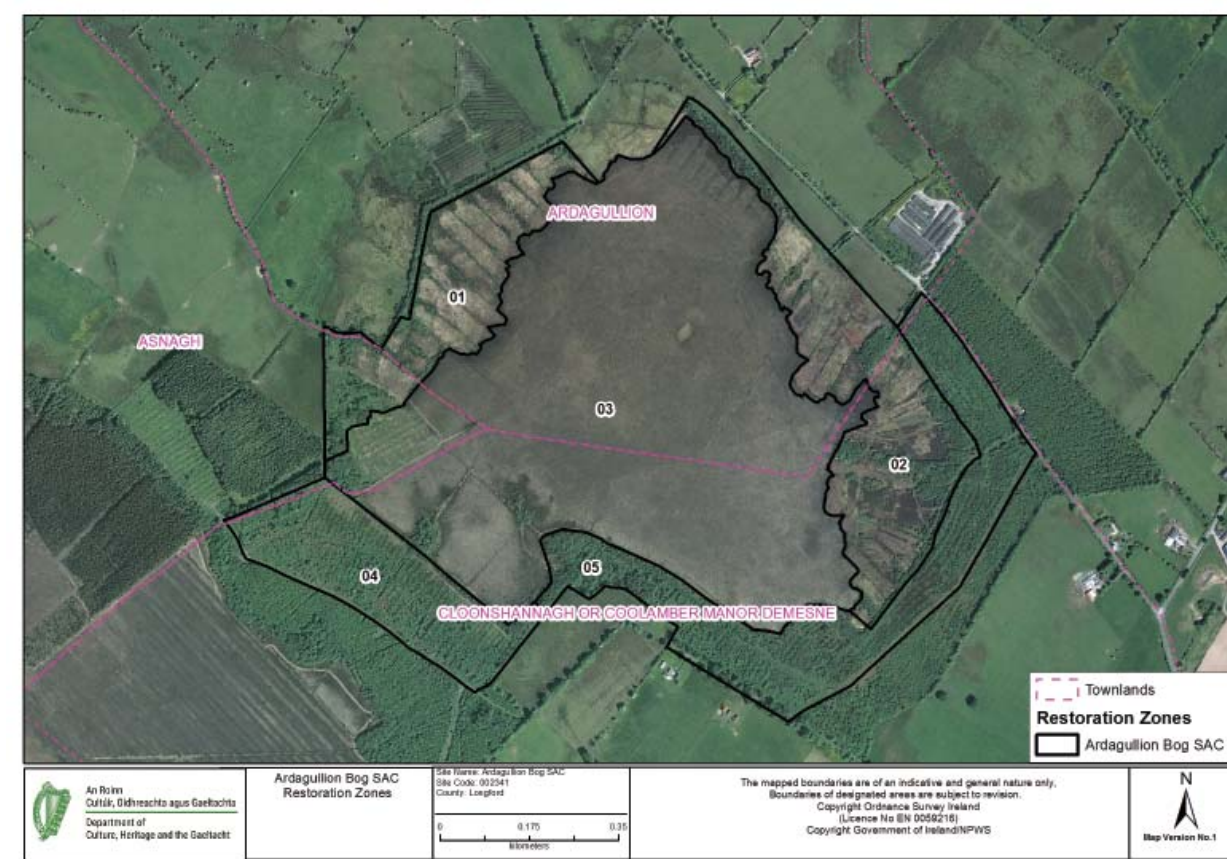 ARDAGULLION
01
ASNAGH
03
02
05
04
CLOONSHANNAGH OR COOLAMBER MANOR DEMESNE
Townlands
Restoration Zones
Ardagullion Bog SAC
An Roinn
Cultúir, Oidhreachta agus Gaeltachta
Department of
Culture, Heritage and the Gaeltacht
Ardagullion Bog SAC
Restoration Zones
Site Name: Ardagullion Bog SAC
Site Code: 002341
County: Longford
0 0.175 0.35
kilometers
The mapped boundaries are of an indicative and general nature only.
Boundaries of designated areas are subject to revision.
Copyright Ordnance Survey Ireland
(Licence No EN 0059216)
Copyright Government of Ireland/NPWS
N
Map Version No.1